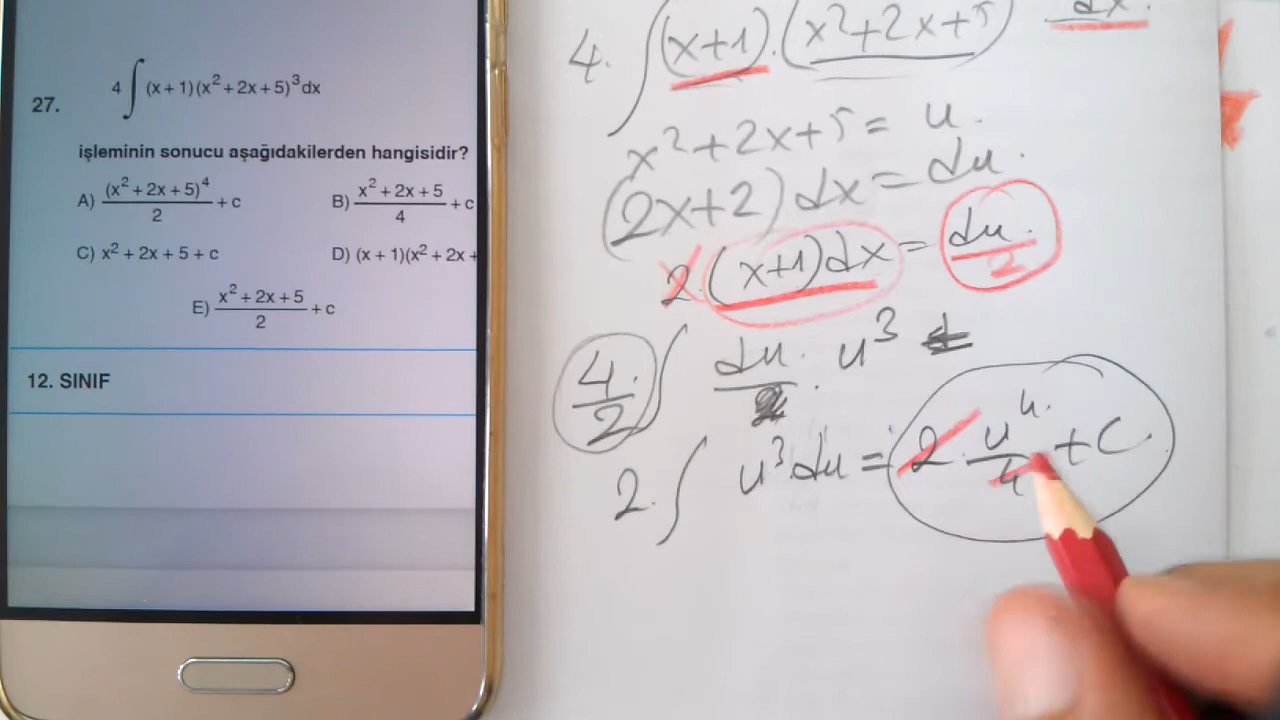 27. 4∫(x+1)(x²+2x+5)³dx
işleminin sonucu aşağıdakilerden hangisidir?
A) (x²+2x+5)⁴/2 + c B) x²+2x+5/4 + c
C) x²+2x+5+c D) (x+1)(x²+2x+
E) x²+2x+5/2 + c
12. SINIF
4.∫(x+1).(x²+2x+5) dx.
x²+2x+5=u.
(2x+2)dx=du.
2.(x+1)dx=du/2
4/2∫du/2.u³
2.∫u³du=2.u⁴/4+C